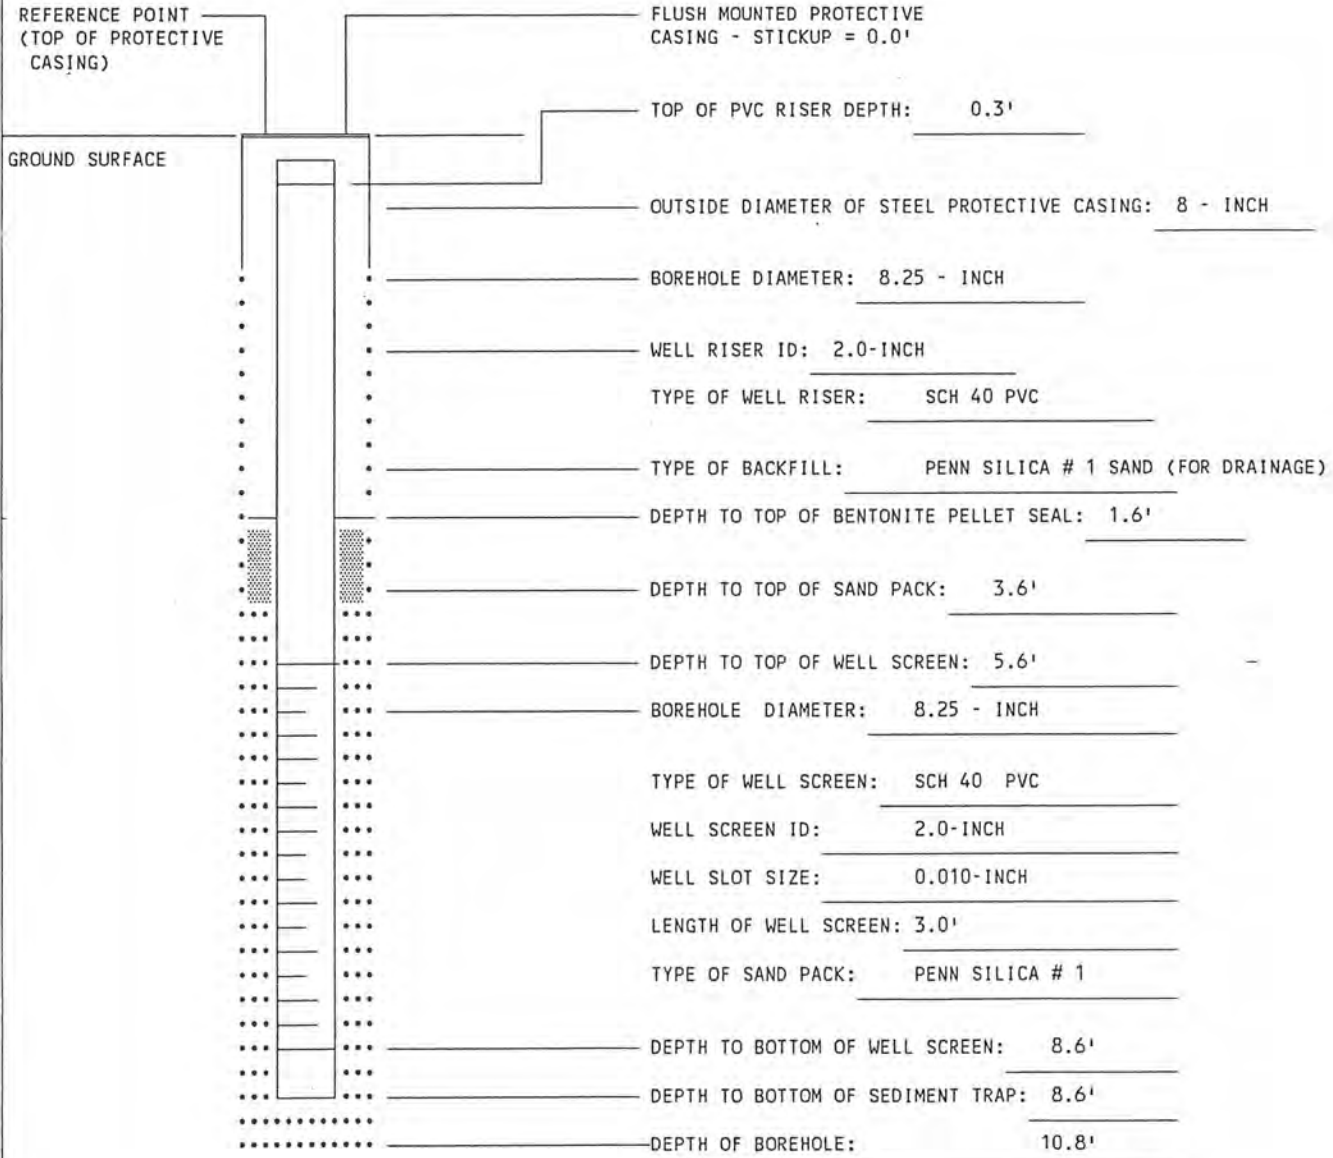 REFERENCE POINT
(TOP OF PROTECTIVE
CASING)
FLUSH MOUNTED PROTECTIVE
CASING - STICKUP = 0.0'
TOP OF PVC RISER DEPTH: 0.3'
GROUND SURFACE
OUTSIDE DIAMETER OF STEEL PROTECTIVE CASING: 8 - INCH
BOREHOLE DIAMETER: 8.25 - INCH
WELL RISER ID: 2.0-INCH
TYPE OF WELL RISER: SCH 40 PVC
TYPE OF BACKFILL: PENN SILICA # 1 SAND (FOR DRAINAGE)
DEPTH TO TOP OF BENTONITE PELLET SEAL: 1.6'
DEPTH TO TOP OF SAND PACK: 3.6'
DEPTH TO TOP OF WELL SCREEN: 5.6'
BOREHOLE DIAMETER: 8.25 - INCH
TYPE OF WELL SCREEN: SCH 40 PVC
WELL SCREEN ID: 2.0-INCH
WELL SLOT SIZE: 0.010-INCH
LENGTH OF WELL SCREEN: 3.0'
TYPE OF SAND PACK: PENN SILICA # 1
DEPTH TO BOTTOM OF WELL SCREEN: 8.6'
DEPTH TO BOTTOM OF SEDIMENT TRAP: 8.6'
DEPTH OF BOREHOLE: 10.8'